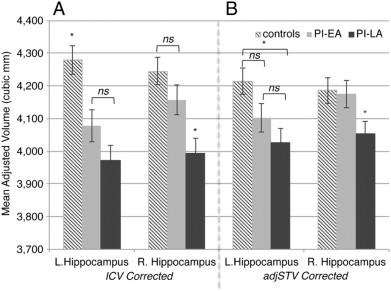 A
B
controls
PI-EA
PI-LA
Mean Adjusted Volume (cubic mm)
4,400
4,300
4,200
4,100
4,000
3,900
3,800
3,700
*
ns
ns
*
*
ns
ns
*
L.Hippocampus
R. Hippocampus
L.Hippocampus
R. Hippocampus
ICV Corrected
adjSTV Corrected